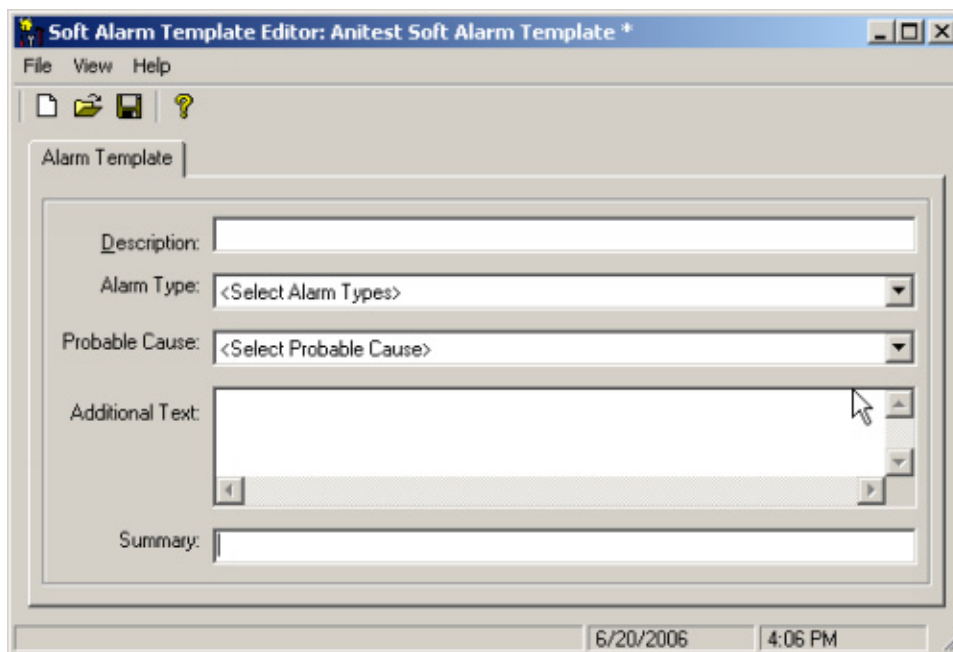 Soft Alarm Template Editor: Anitest Soft Alarm Template *
File View Help
Alarm Template
Description:
Alarm Type: <Select Alarm Types>
Probable Cause: <Select Probable Cause>
Additional Text:
Summary:
6/20/2006 4:06 PM